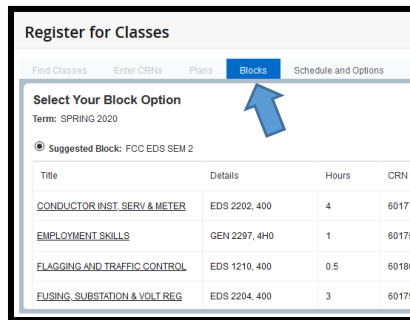 Register for Classes
Find Classes Enter CRNs Plans Blocks Schedule and Options
Select Your Block Option
Term: SPRING 2020
Suggested Block: FCC EDS SEM 2
Title Details Hours CRN
CONDUCTOR INST, SERV & METER EDS 2202, 400 4
EMPLOYMENT SKILLS GEN 2297, 4H0 1
FLAGGING AND TRAFFIC CONTROL EDS 1210, 400 0.5
FUSING, SUBSTATION & VOLT REG EDS 2204, 400 3